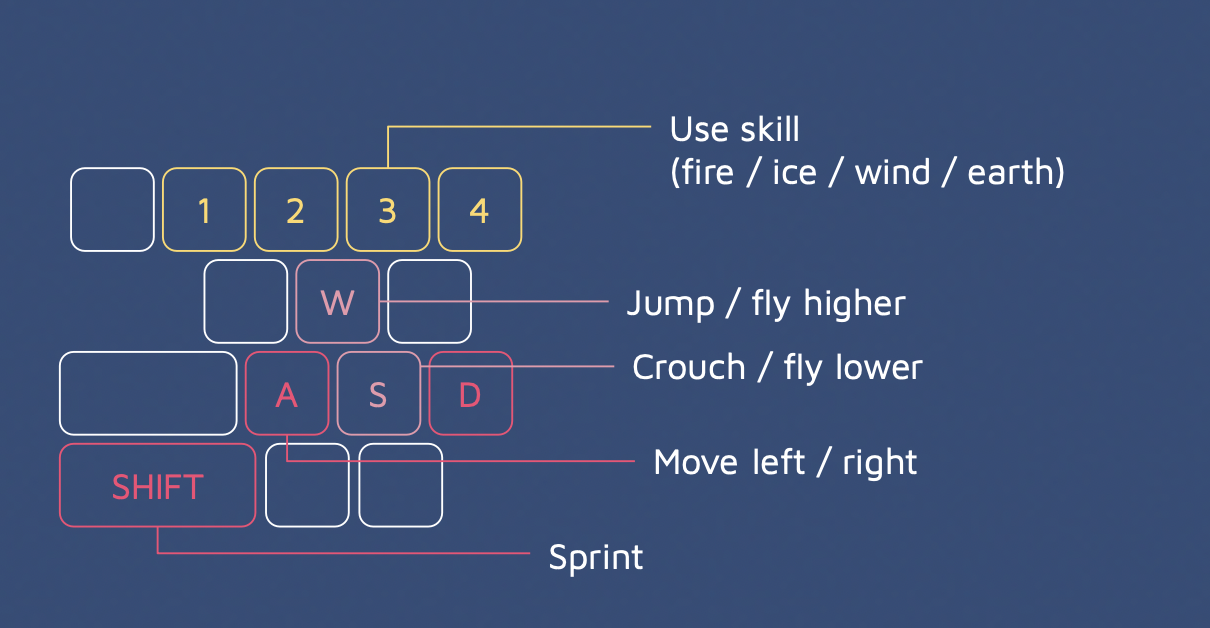 Use skill
(fire / ice / wind / earth)
1 2 3 4
W
Jump / fly higher
Crouch / fly lower
A S D
Move left / right
SHIFT
Sprint